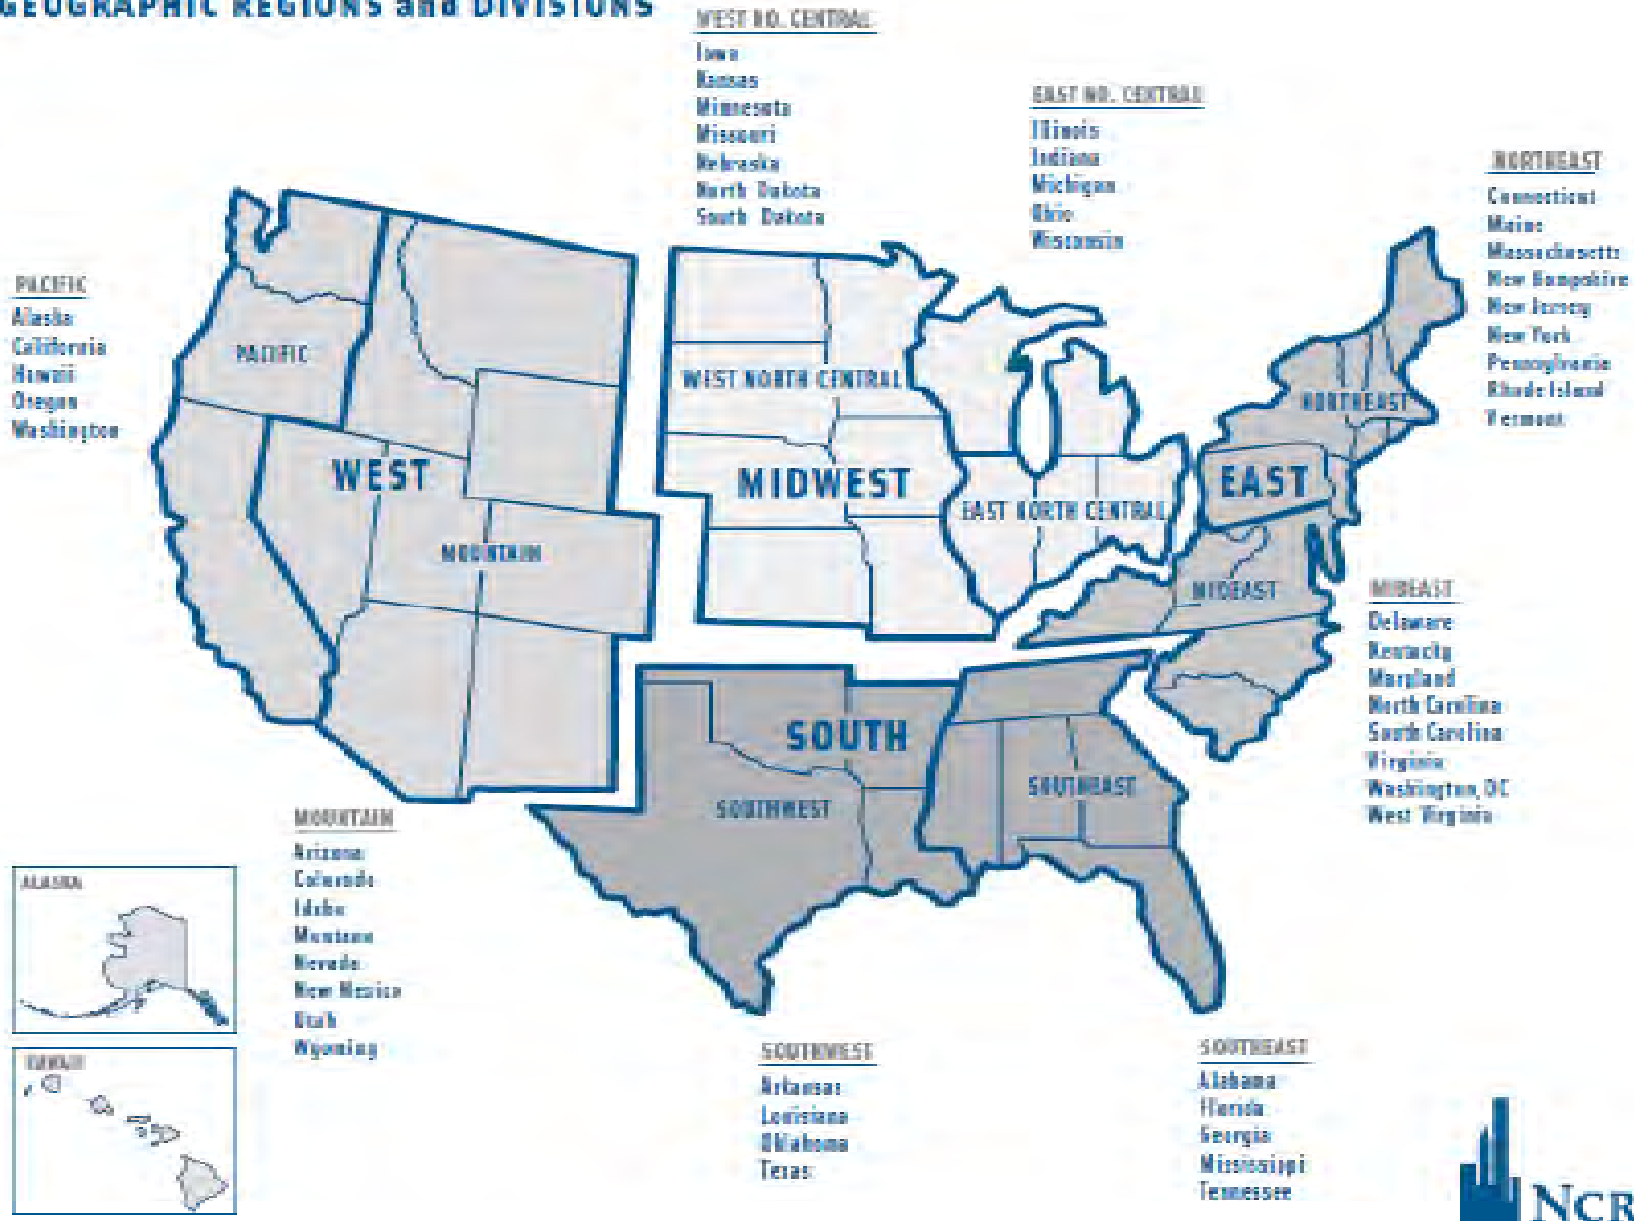 GEOGRAPHIC REGIONS and DIVISIONS
WEST NO. CENTRAL
Iowa
Kansas
Minnesota
Missouri
Nebraska
North Dakota
South Dakota
EAST NO. CENTRAL
Illinois
Indiana
Michigan
Ohio
Wisconsin
NORTHEAST
Connecticut
Maine
Massachusetts
New Hampshire
New Jersey
New York
Pennsylvania
Rhode Island
Vermont
PACIFIC
Alaska
California
Hawaii
Oregon
Washington
PACIFIC
WEST NORTH CENTRAL
NORTHEAST
WEST
MIDWEST
EAST
EAST NORTH CENTRAL
MOUNTAIN
MIDEAST
MIDEAST
Delaware
Kentucky
Maryland
North Carolina
South Carolina
Virginia
Washington, DC
West Virginia
SOUTH
SOUTHWEST
SOUTHEAST
MOUNTAIN
Arizona
Colorado
Idaho
Montana
Nevada
New Mexico
Utah
Wyoming
ALASKA
HAWAII
SOUTHWEST
Arkansas
Louisiana
Oklahoma
Texas
SOUTHEAST
Alabama
Florida
Georgia
Mississippi
Tennessee
NCR